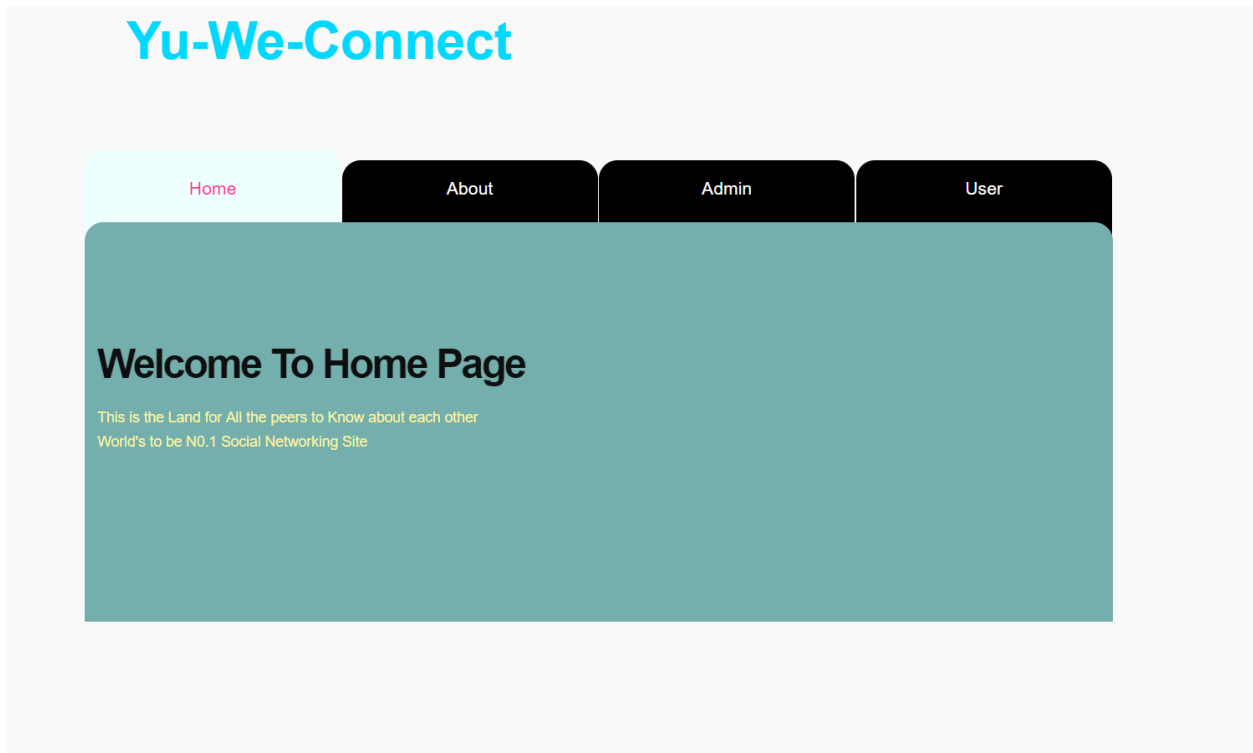 Yu-We-Connect
Home About Admin User
Welcome To Home Page
This is the Land for All the peers to Know about each other
World's to be N0.1 Social Networking Site